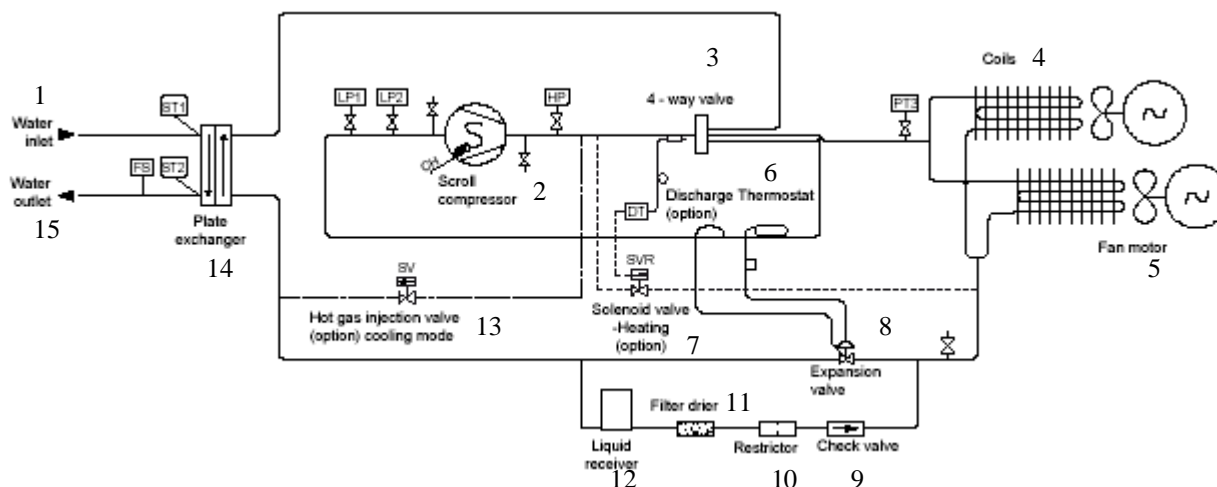 3
Coils 4
1
Water
inlet
ST1
LP1
LP2
HP
4 - way valve
PT3
Water
outlet
15
FS
ST2
Scroll
compressor
2
6
Discharge Thermostat
(option)
DT
Plate
exchanger
14
Fan motor
5
SV
SVR
Hot gas injection valve
(option) cooling mode
13
Solenoid valve
-Heating
(option)
7
8
Expansion
valve
Filter drier 11
Liquid
receiver
12
Restrictor
10
Check valve
9